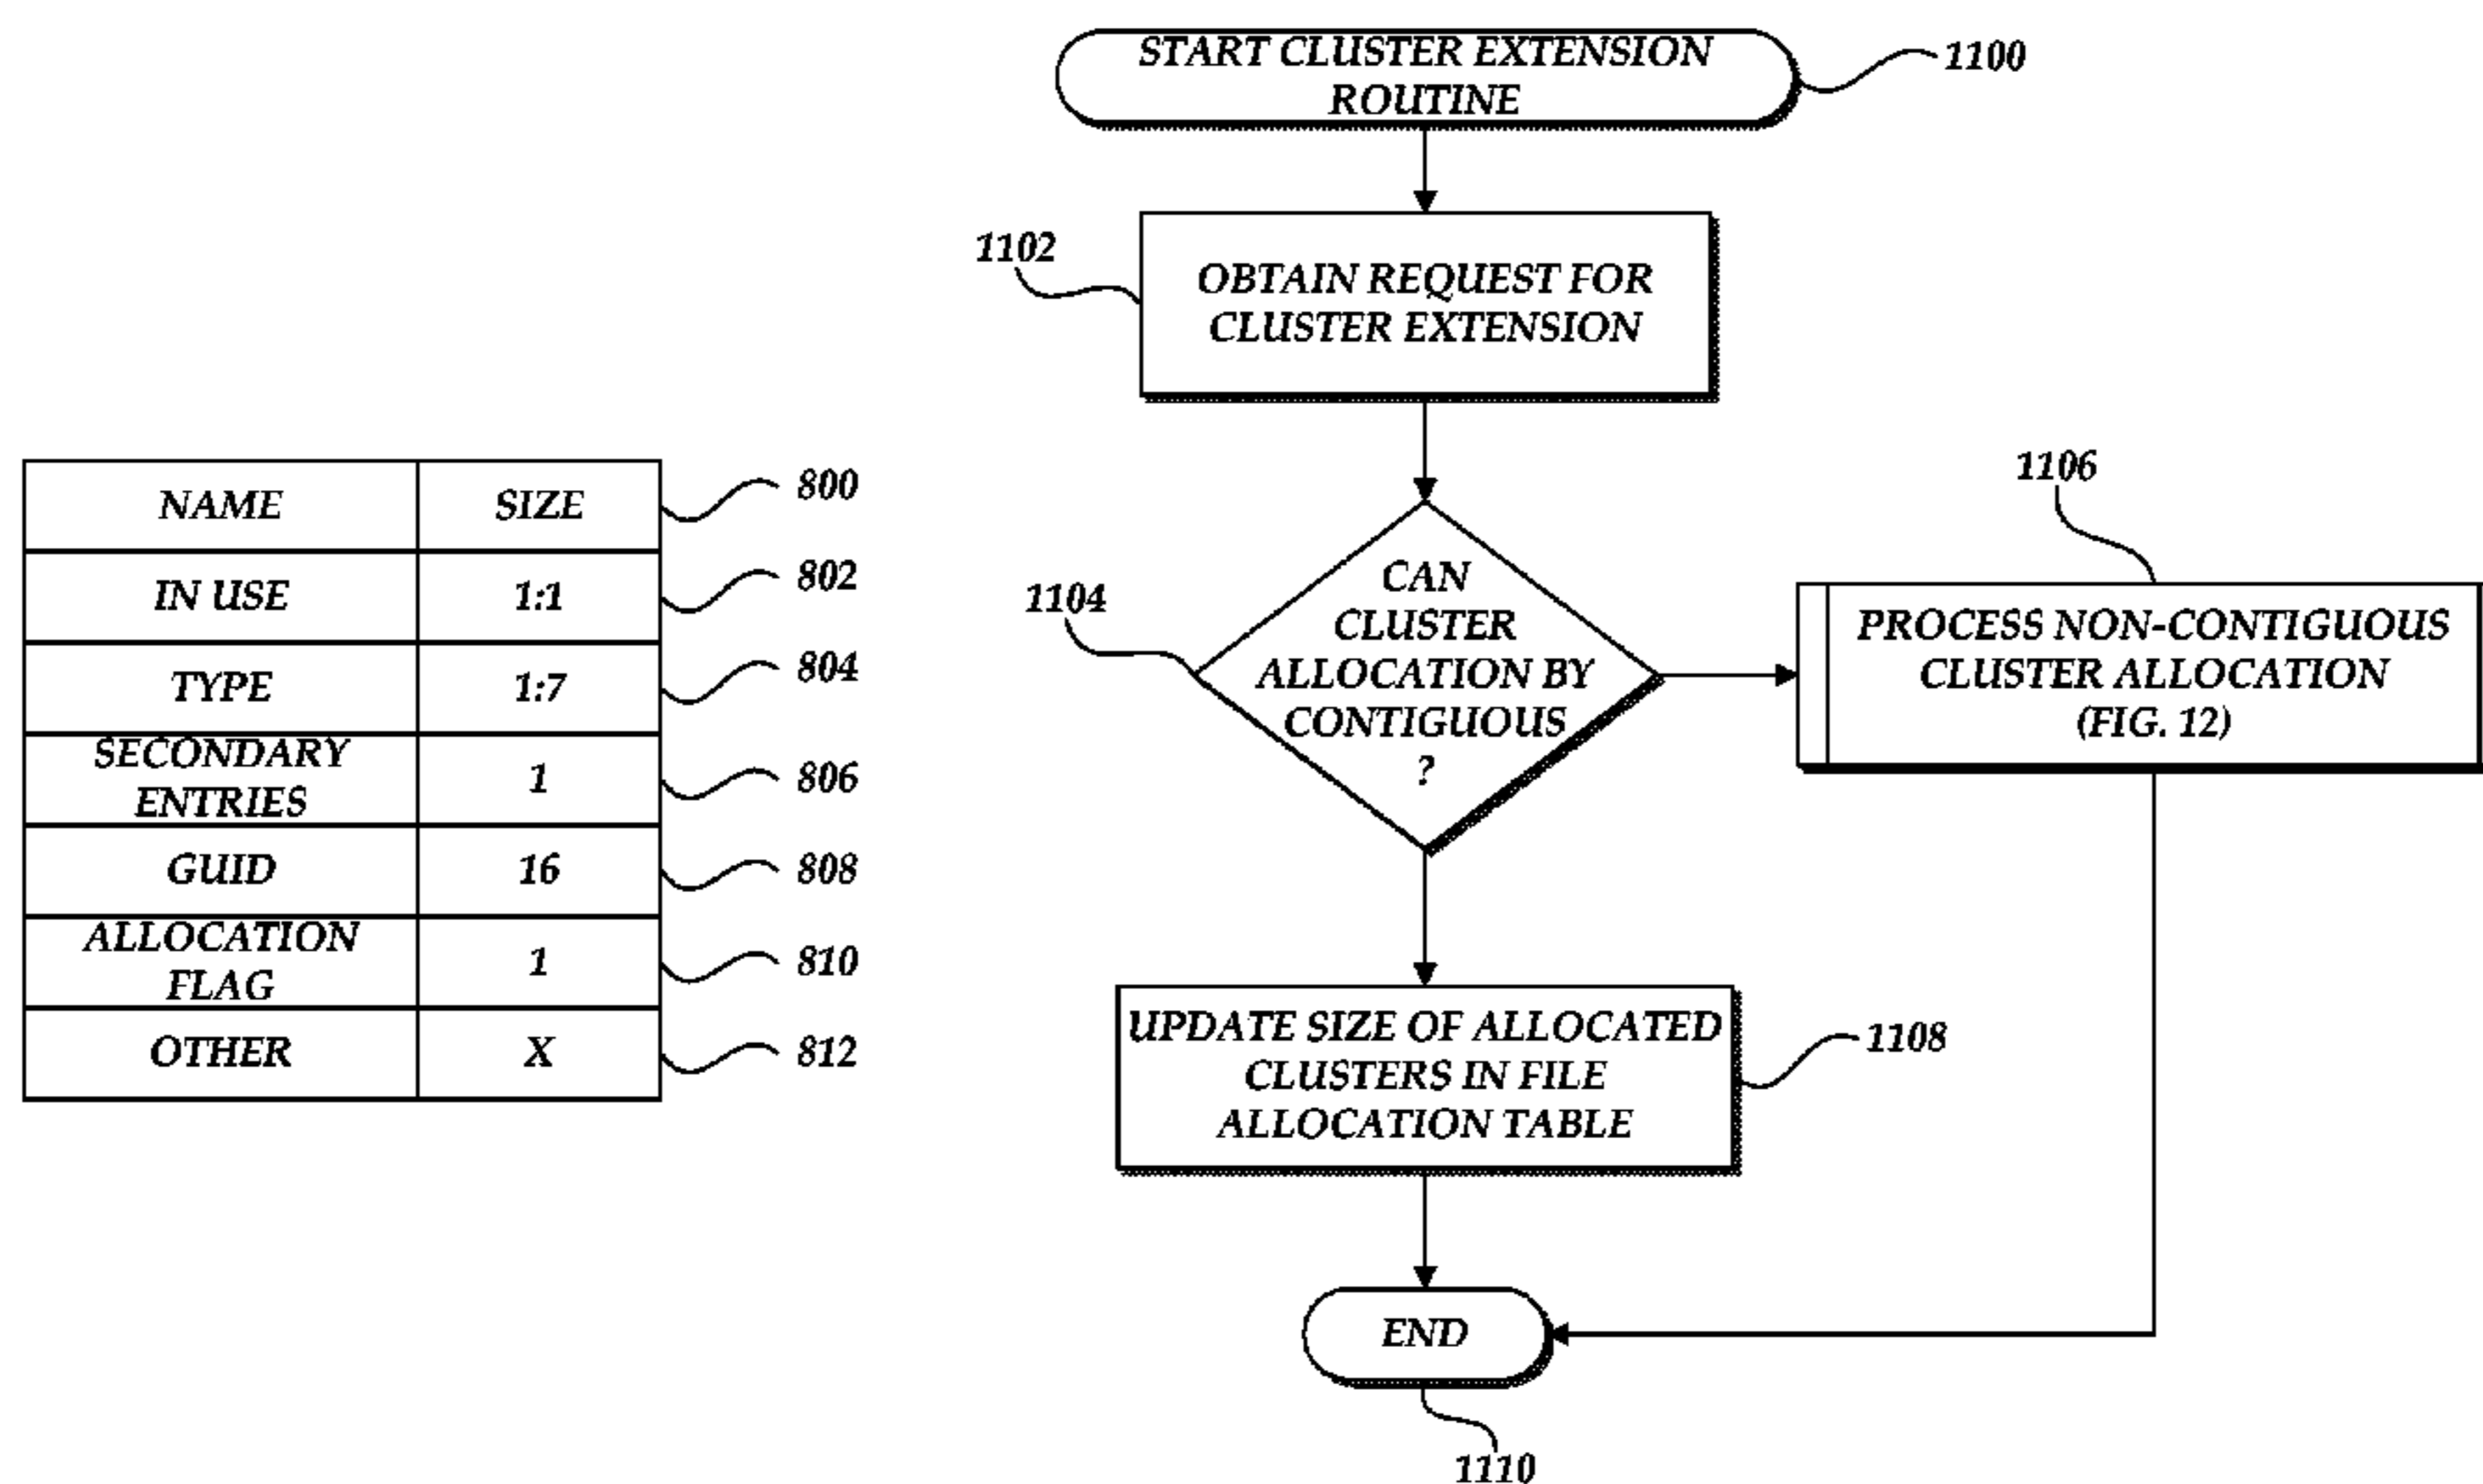 NAME SIZE 800
IN USE 1:1 802
TYPE 1:7 804
SECONDARY
ENTRIES 1 806
GUID 16 808
ALLOCATION
FLAG 1 810
OTHER X 812
START CLUSTER EXTENSION
ROUTINE
1100
1102
OBTAIN REQUEST FOR
CLUSTER EXTENSION
1104
CAN
CLUSTER
ALLOCATION BY
CONTIGUOUS
?
1106
PROCESS NON-CONTIGUOUS
CLUSTER ALLOCATION
(FIG. 12)
UPDATE SIZE OF ALLOCATED
CLUSTERS IN FILE
ALLOCATION TABLE
1108
END
1110